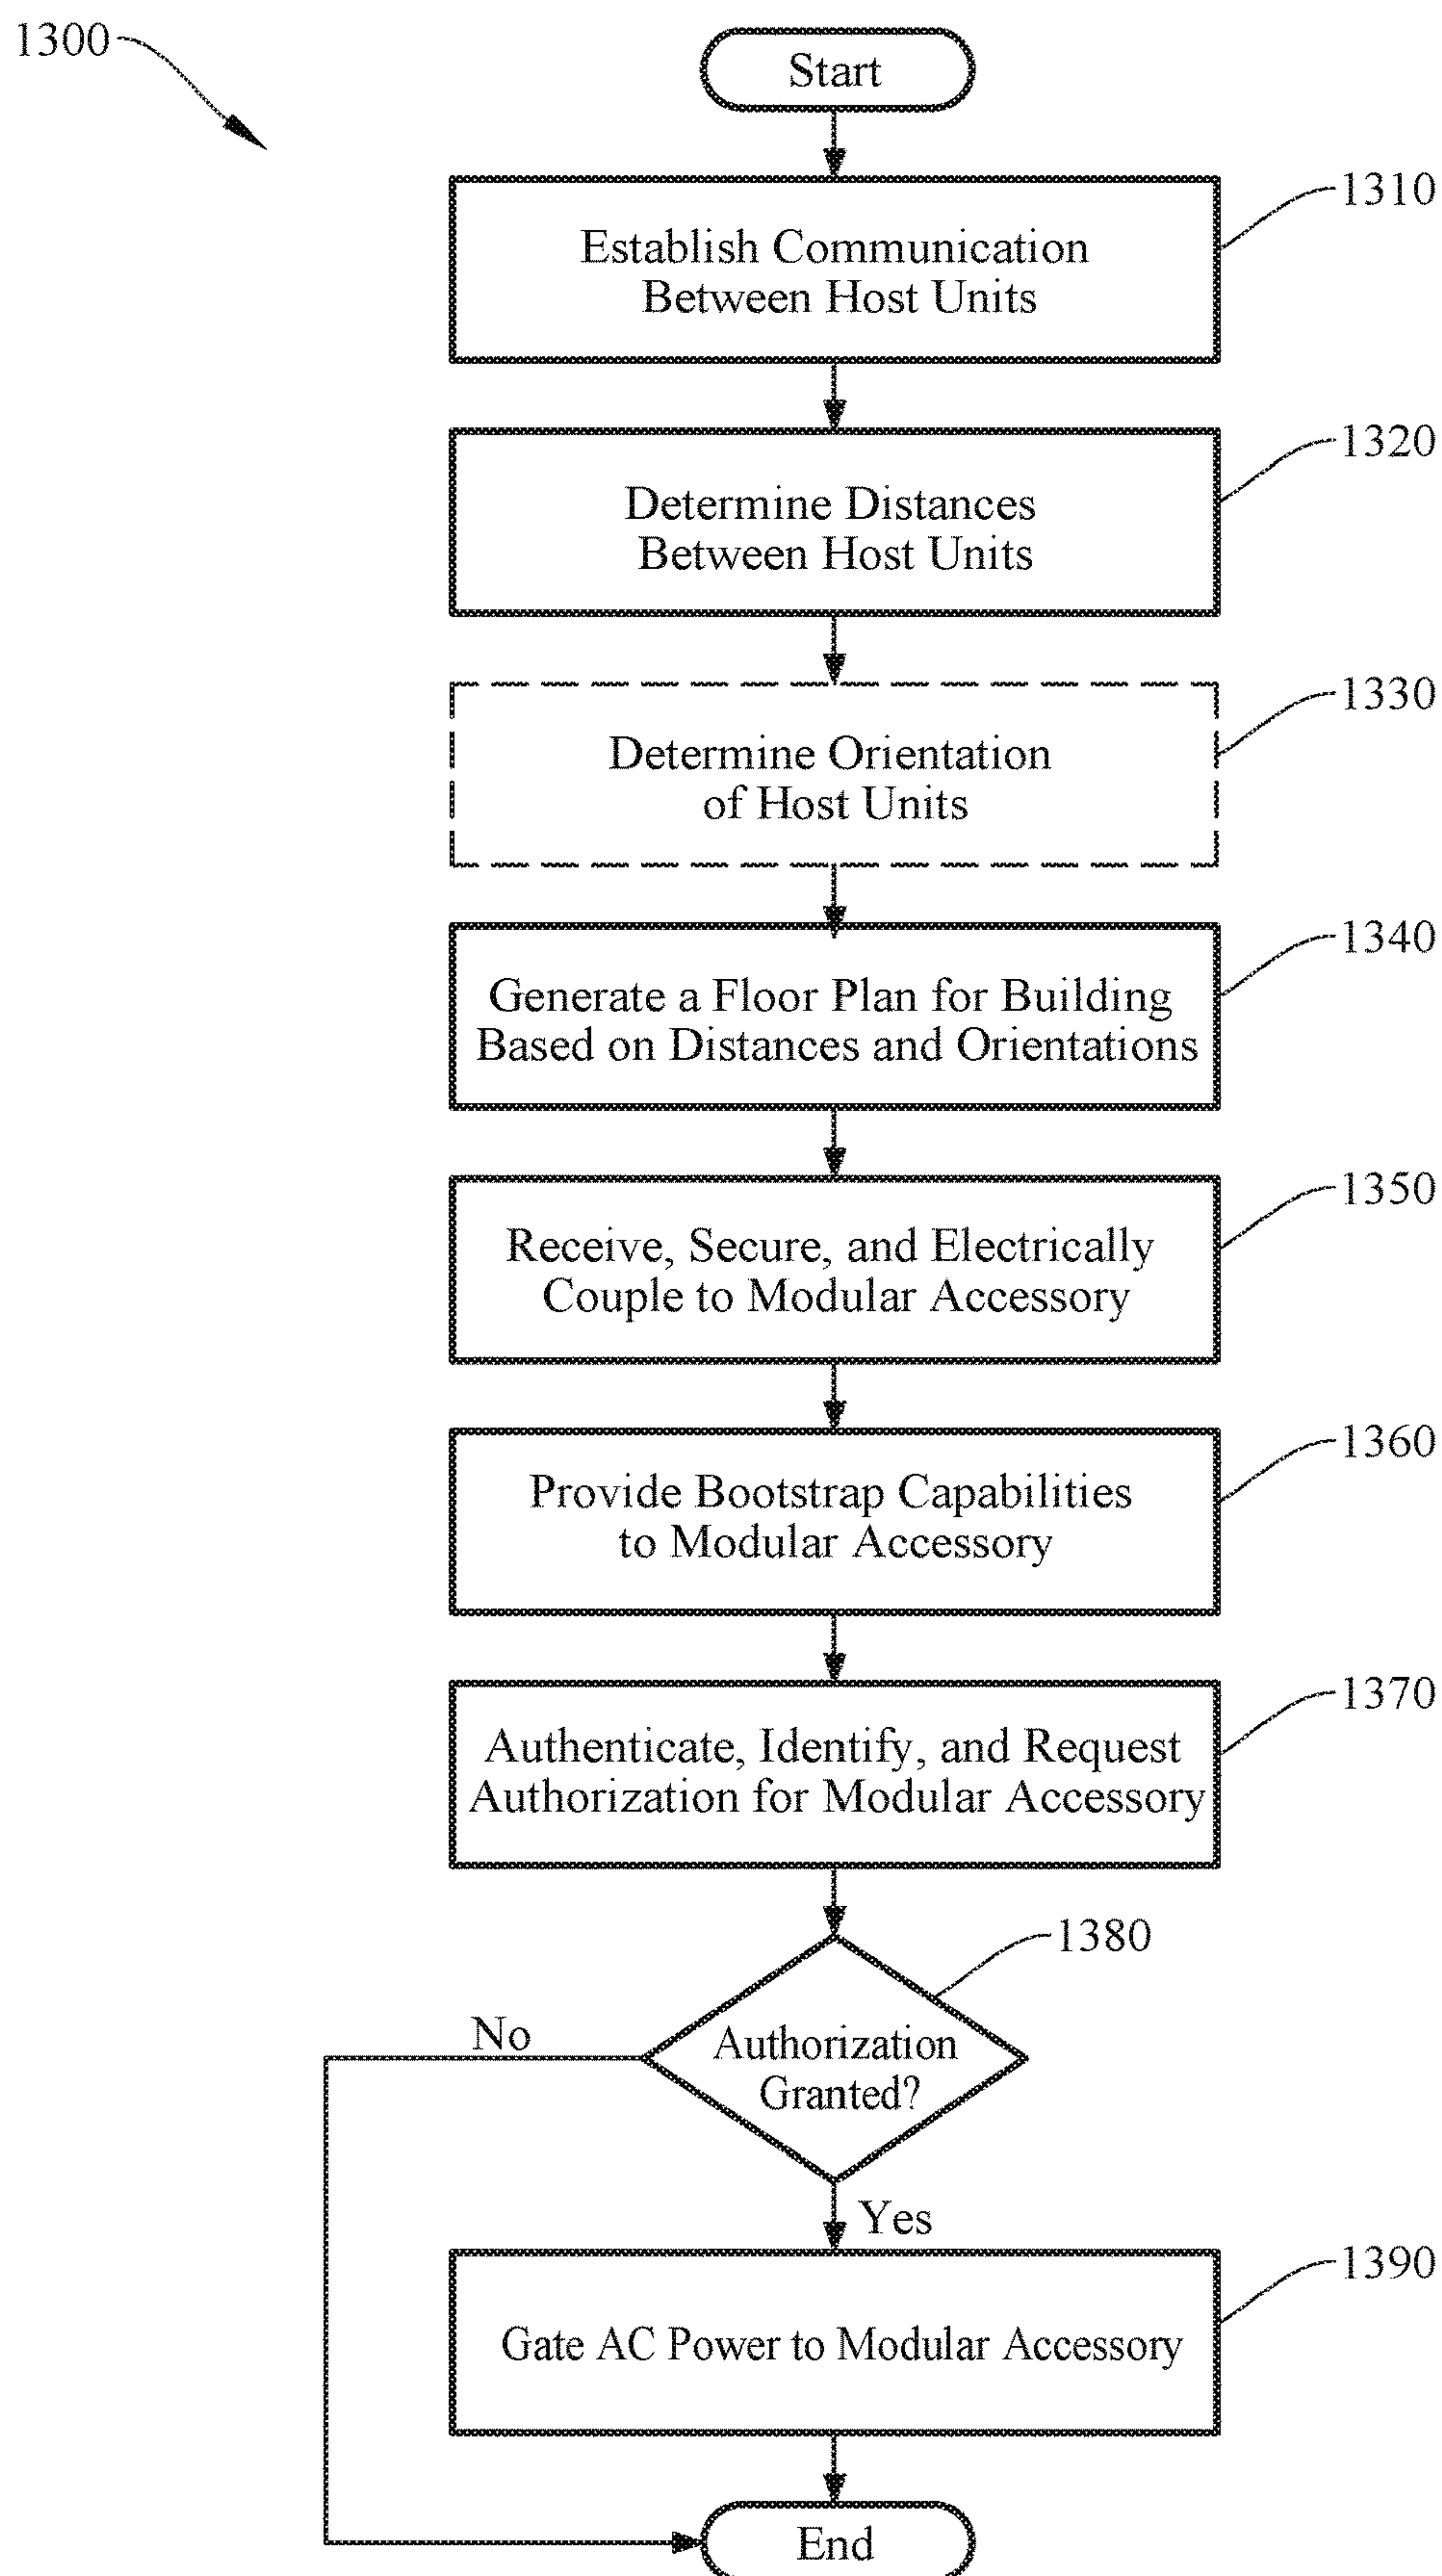 1300
Start
1310
Establish Communication
Between Host Units
1320
Determine Distances
Between Host Units
1330
Determine Orientation
of Host Units
1340
Generate a Floor Plan for Building
Based on Distances and Orientations
1350
Receive, Secure, and Electrically
Couple to Modular Accessory
1360
Provide Bootstrap Capabilities
to Modular Accessory
1370
Authenticate, Identify, and Request
Authorization for Modular Accessory
1380
No
Authorization
Granted?
Yes
1390
Gate AC Power to Modular Accessory
End